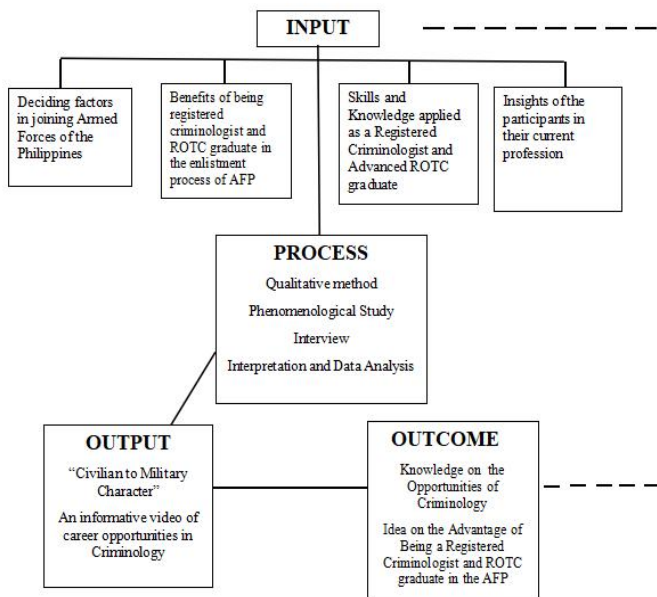 INPUT
Deciding factors
in joining Armed
Forces of the
Philippines
Benefits of being
registered
criminologist and
ROTC graduate in
the enlistment
process of AFP
Skills and
Knowledge applied
as a Registered
Criminologist and
Advanced ROTC
graduate
Insights of the
participants in
their current
profession
PROCESS
Qualitative method
Phenomenological Study
Interview
Interpretation and Data Analysis
OUTPUT
“Civilian to Military
Character”
An informative video of
career opportunities in
Criminology
OUTCOME
Knowledge on the
Opportunities of
Criminology
Idea on the Advantage of
Being a Registered
Criminologist and ROTC
graduate in the AFP